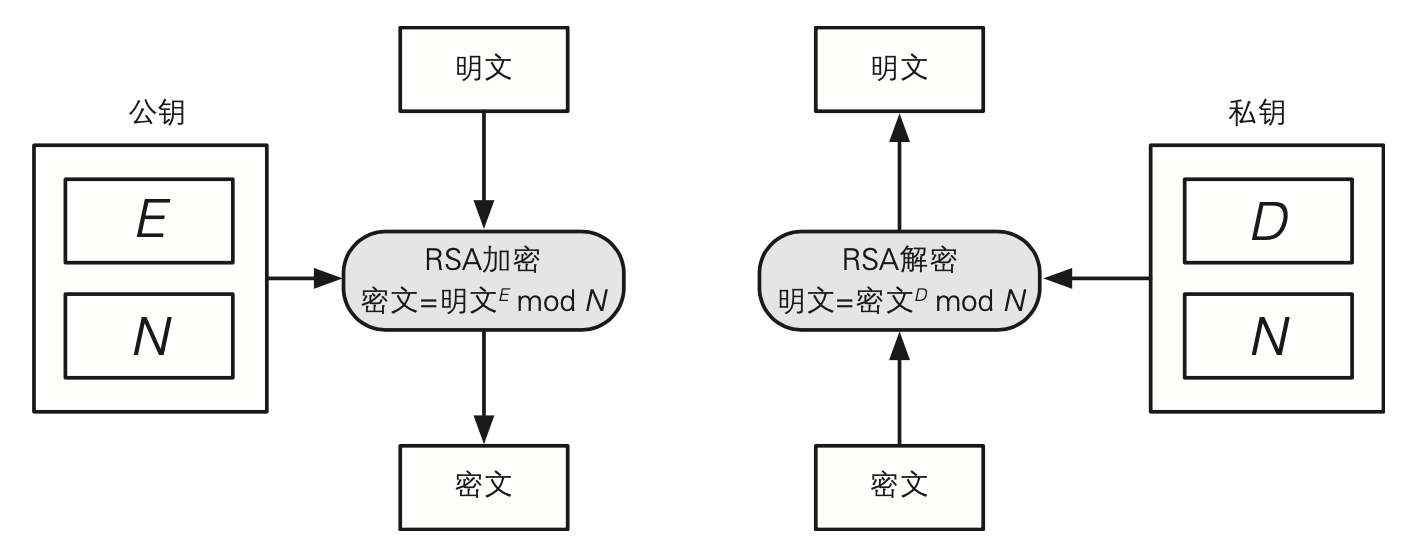 公钥
E
N
明文
RSA加密
密文=明文^E mod N
密文
明文
RSA解密
明文=密文^D mod N
密文
私钥
D
N